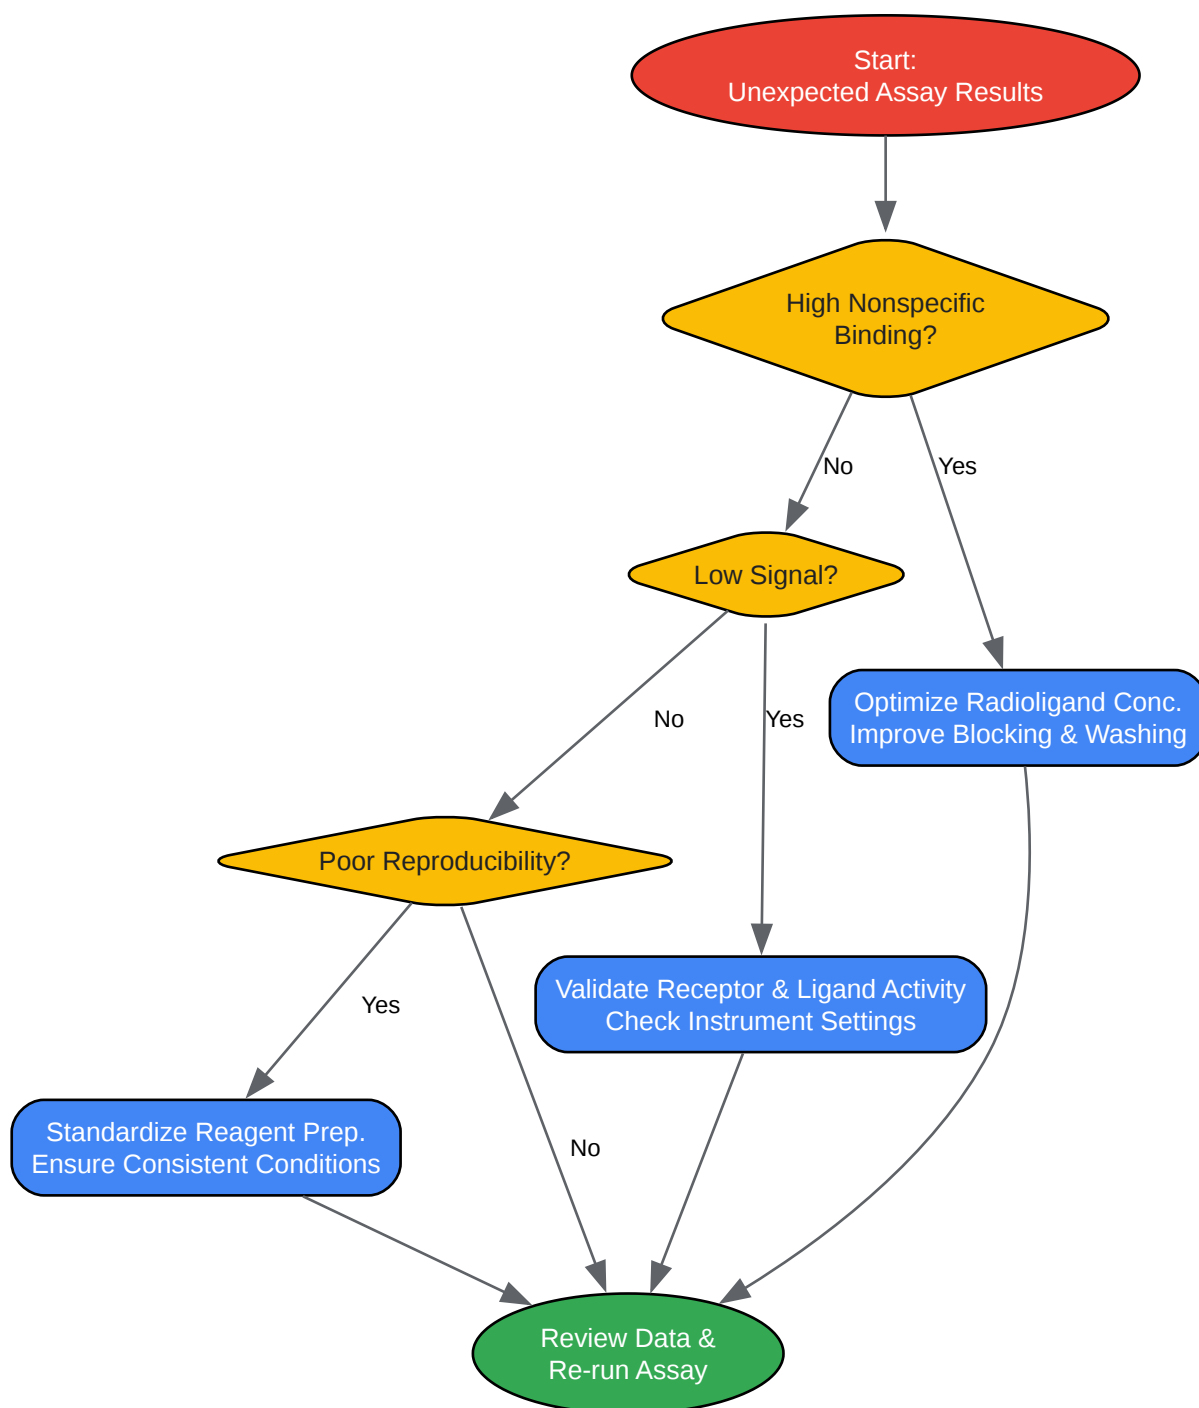 Start:
Unexpected Assay Results
High Nonspecific
Binding?
No
Yes
Low Signal?
Optimize Radioligand Conc.
Improve Blocking & Washing
No
Yes
Poor Reproducibility?
Validate Receptor & Ligand Activity
Check Instrument Settings
Yes
Standardize Reagent Prep.
Ensure Consistent Conditions
No
Review Data &
Re-run Assay